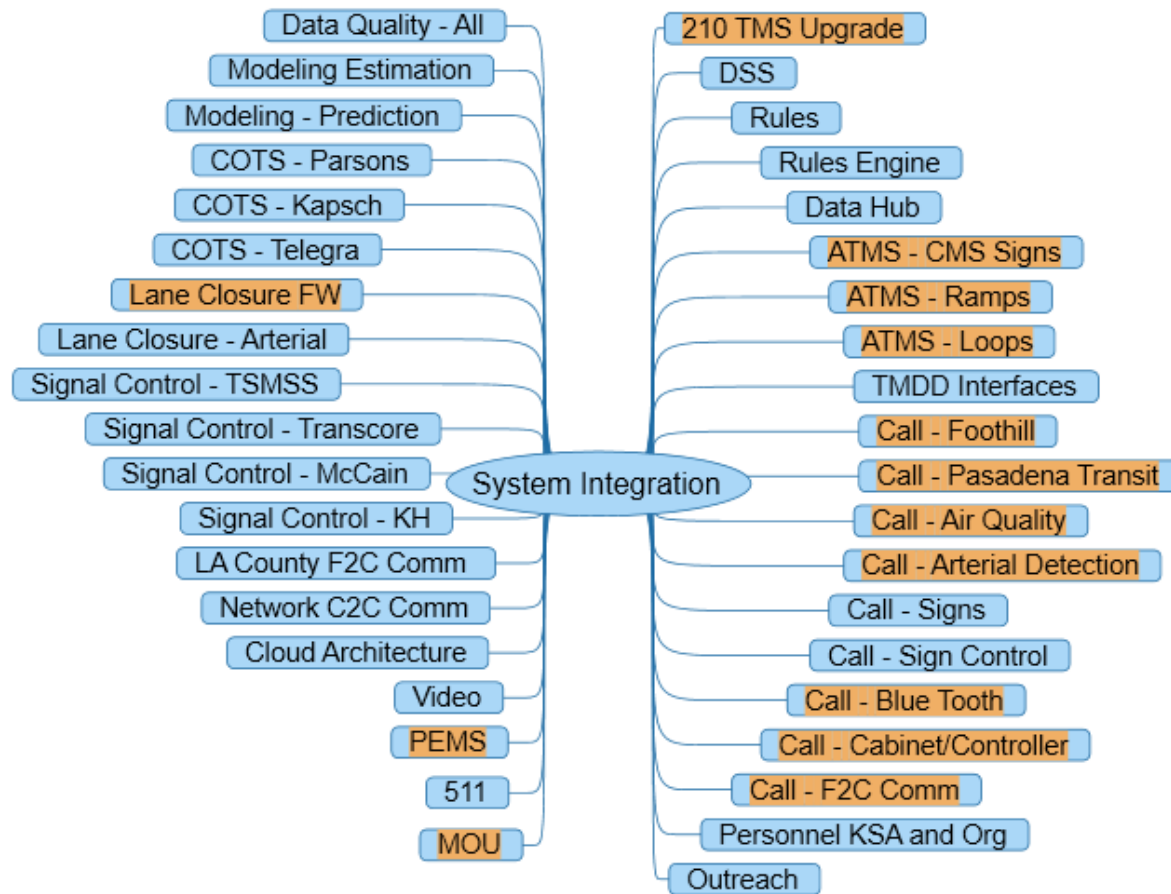 Data Quality - All
Modeling Estimation
Modeling - Prediction
COTS - Parsons
COTS - Kapsch
COTS - Telegra
Lane Closure FW
Lane Closure - Arterial
Signal Control - TSMSS
Signal Control - Transcore
Signal Control - McCain
Signal Control - KH
LA County F2C Comm
Network C2C Comm
Cloud Architecture
Video
PEMS
511
MOU
System Integration
210 TMS Upgrade
DSS
Rules
Rules Engine
Data Hub
ATMS - CMS Signs
ATMS - Ramps
ATMS - Loops
TMDD Interfaces
Call - Foothill
Call - Pasadena Transit
Call - Air Quality
Call - Arterial Detection
Call - Signs
Call - Sign Control
Call - Blue Tooth
Call - Cabinet/Controller
Call - F2C Comm
Personnel KSA and Org
Outreach